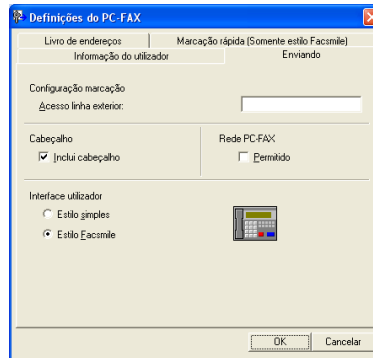 Definições do PC-FAX
Livro de endereços
Marcação rápida (Somente estilo Facsmile)
Informação do utilizador
Enviando
Configuração marcação
Acesso linha exterior:
Cabeçalho
Rede PC-FAX
Inclui cabeçalho
Permitido
Interface utilizador
Estilo simples
Estilo Facsmile
OK
Cancelar